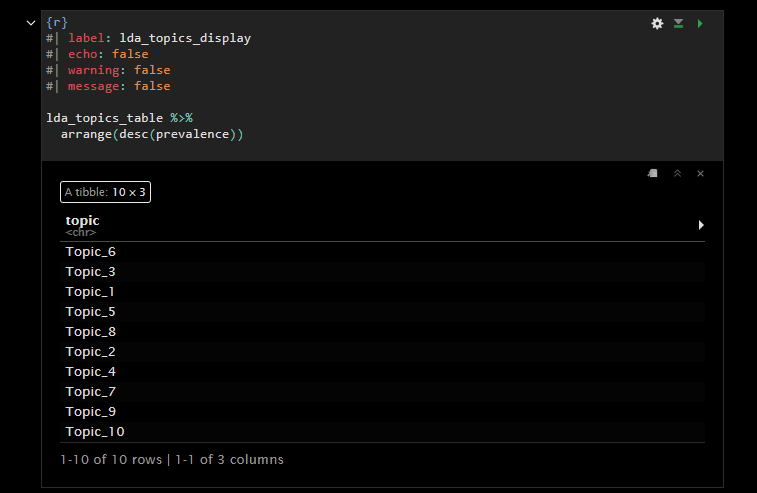 {r}
#| label: lda_topics_display
#| echo: false
#| warning: false
#| message: false
lda_topics_table %>%
  arrange(desc(prevalence))
A tibble: 10 × 3
topic
<chr>
Topic_6
Topic_3
Topic_1
Topic_5
Topic_8
Topic_2
Topic_4
Topic_7
Topic_9
Topic_10
1-10 of 10 rows | 1-1 of 3 columns